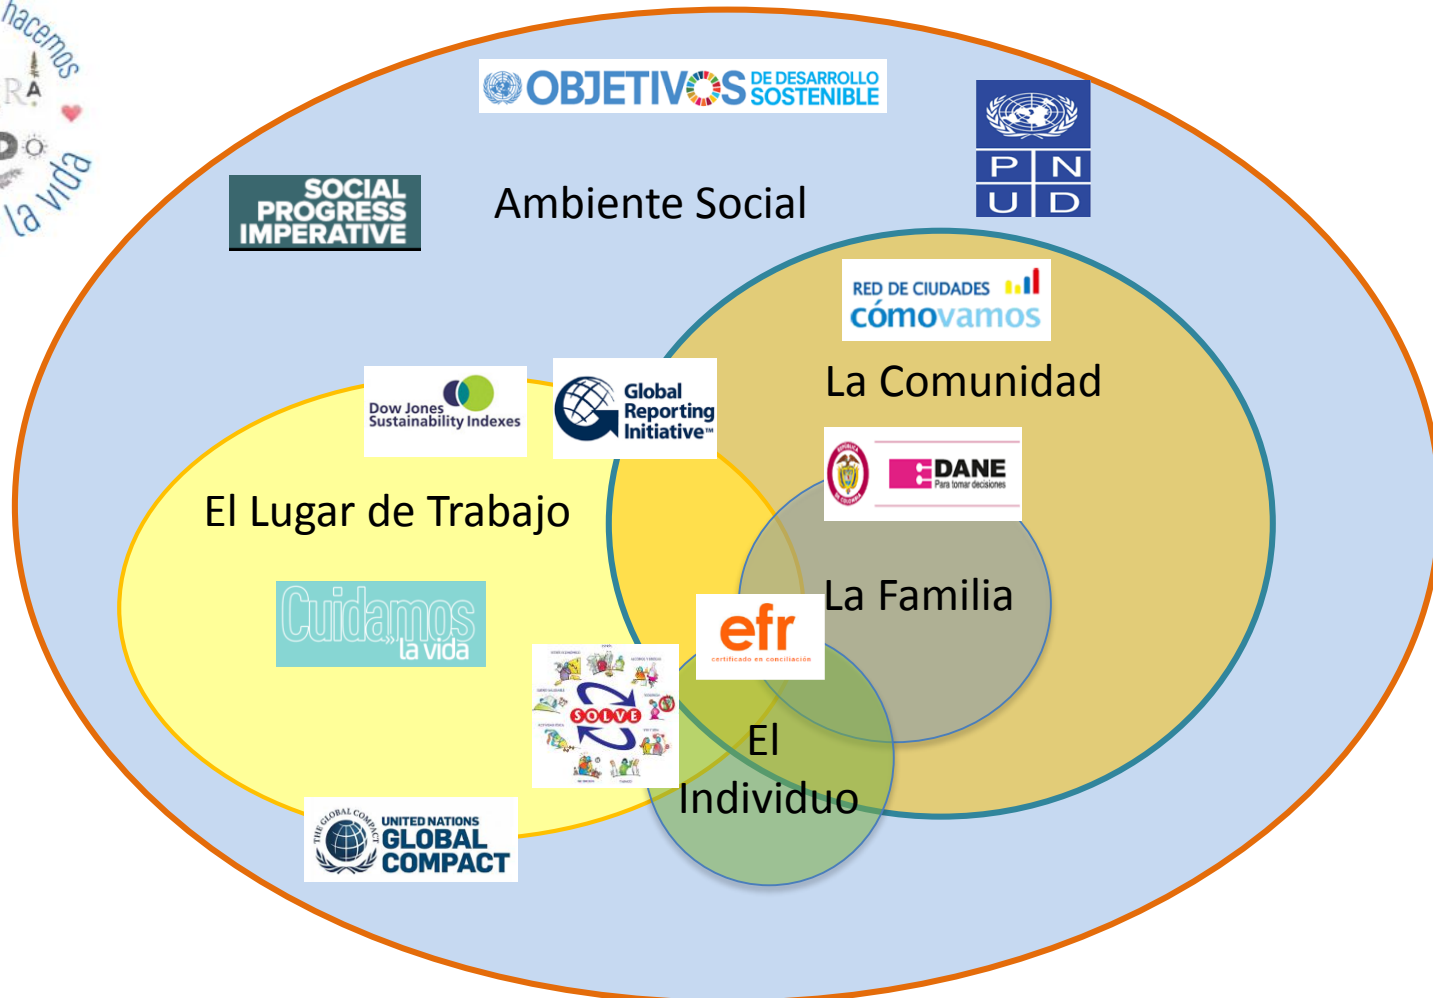 hacemos
RA
DO
la vida
OBJETIVOS DE DESARROLLO
SOSTENIBLE
P N
U D
SOCIAL
PROGRESS
IMPERATIVE
Ambiente Social
RED DE CIUDADES
cómovamos
La Comunidad
Dow Jones
Sustainability Indexes
Global
Reporting
Initiative™
DANE
Para tomar decisiones
El Lugar de Trabajo
La Familia
Cuidamos
la vida
efr
certificado en conciliación
SOLVE
El
Individuo
THE GLOBAL COMPACT
UNITED NATIONS
GLOBAL
COMPACT